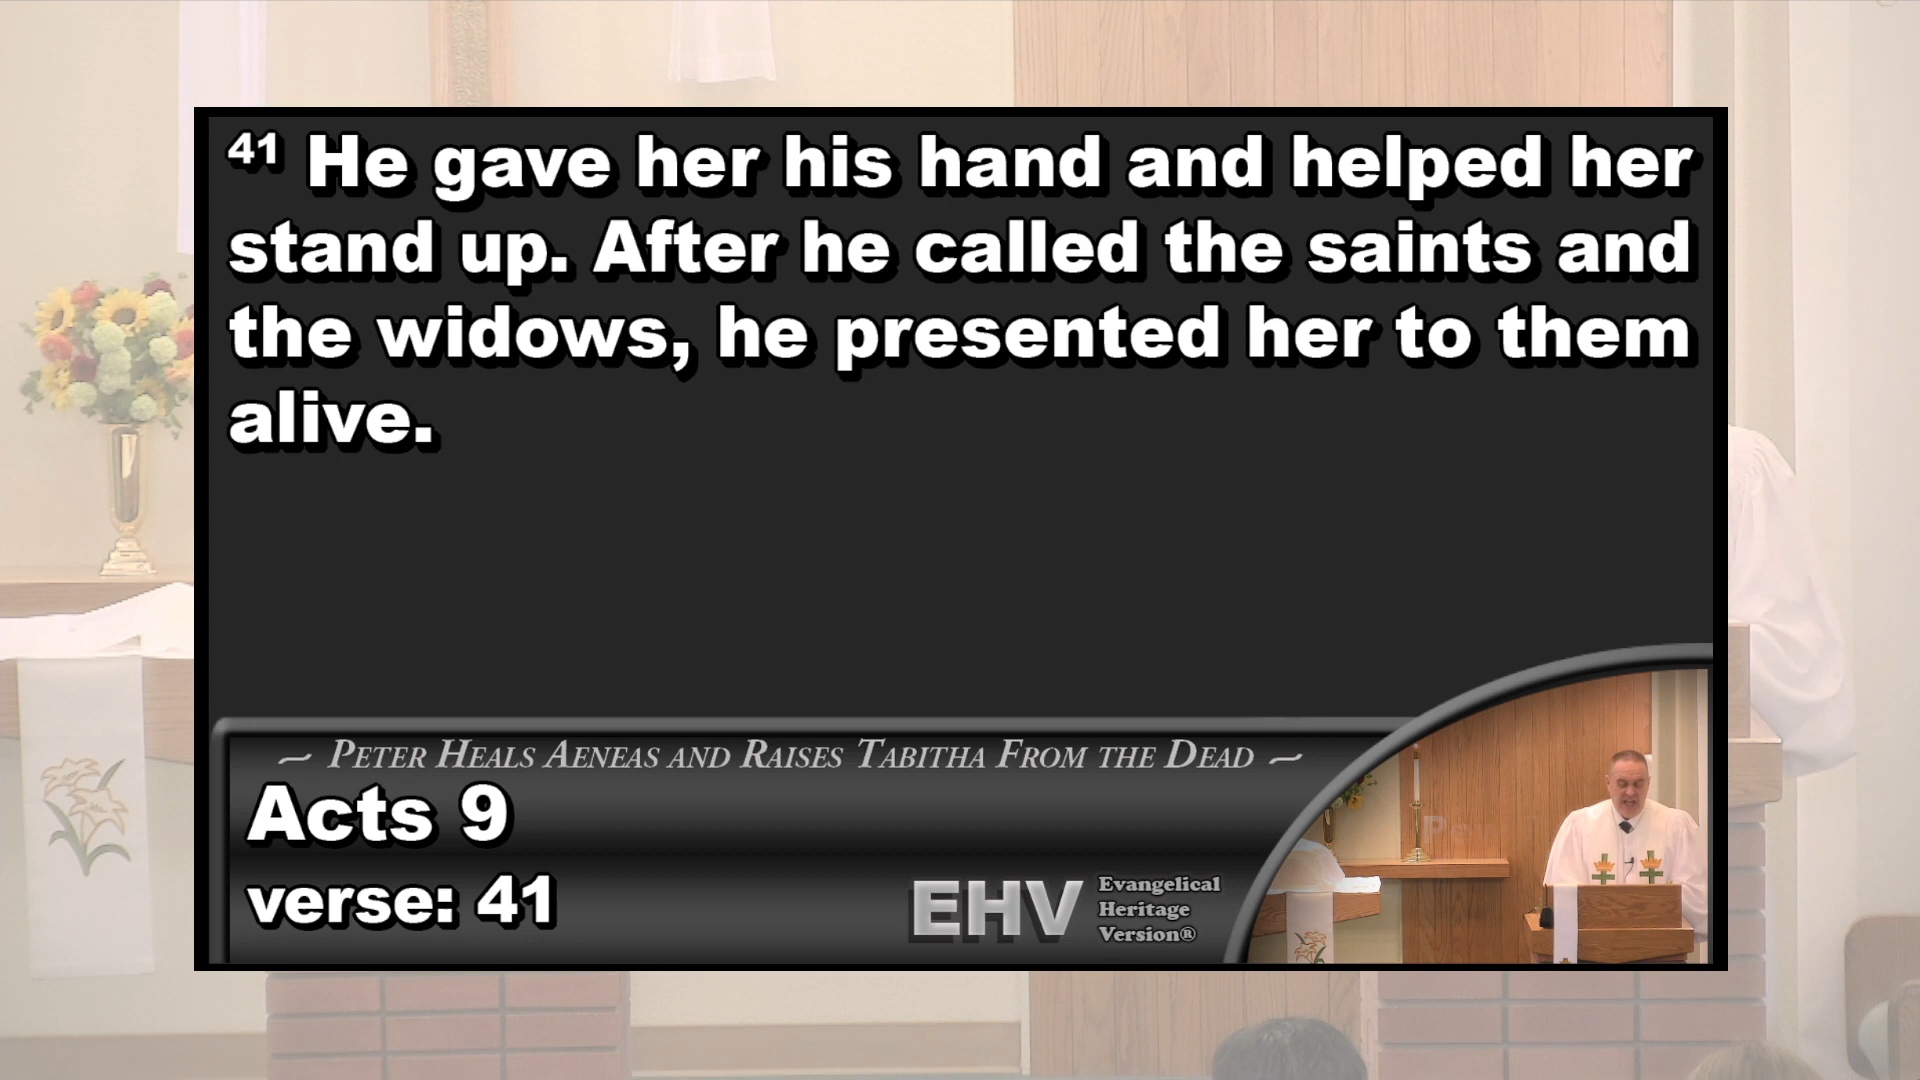 41 He gave her his hand and helped her
stand up. After he called the saints and
the widows, he presented her to them
alive.
~ PETER HEALS AENEAS AND RAISES TABITHA FROM THE DEAD ~
Acts 9
verse: 41
EHV
Evangelical
Heritage
Version®